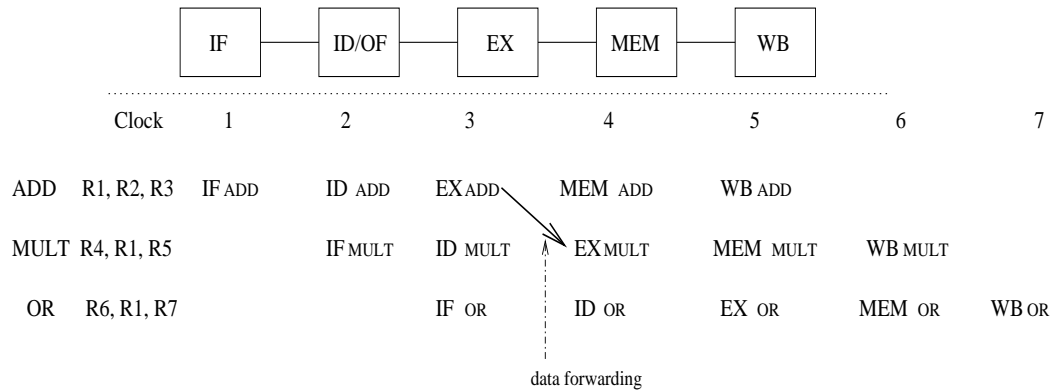 IF ID/OF EX MEM WB
Clock 1 2 3 4 5 6 7
ADD R1, R2, R3 IF ADD ID ADD EX ADD MEM ADD WB ADD
MULT R4, R1, R5 IF MULT ID MULT EX MULT MEM MULT WB MULT
OR R6, R1, R7 IF OR ID OR EX OR MEM OR WB OR
data forwarding